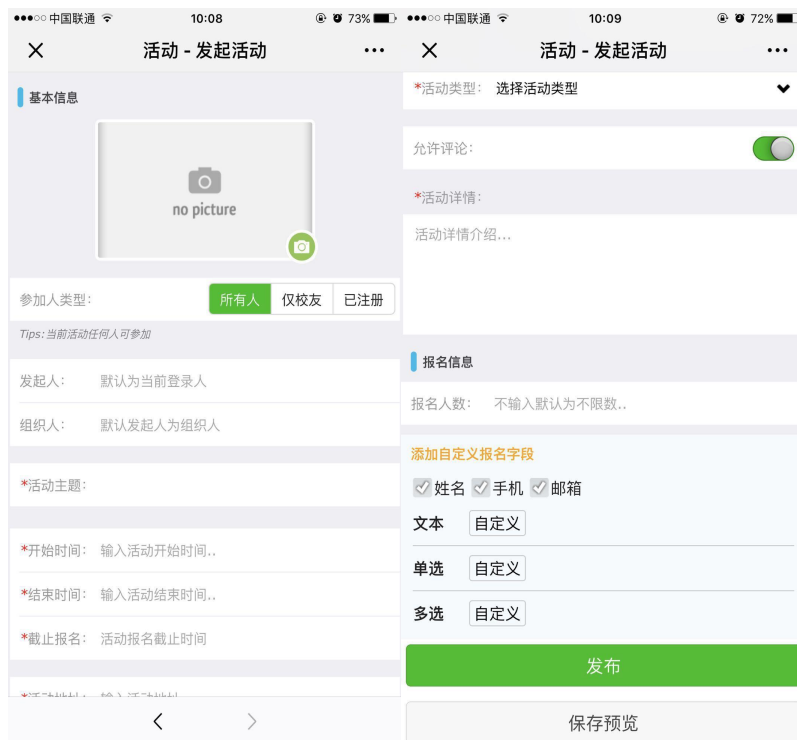 中国联通 10:08 73%
活动 - 发起活动
基本信息
no picture
参加人类型: 所有人 仅校友 已注册
Tips:当前活动任何人可参加
发起人: 默认为当前登录人
组织人: 默认发起人为组织人
*活动主题:
*开始时间: 输入活动开始时间..
*结束时间: 输入活动结束时间..
*截止报名: 活动报名截止时间
中国联通 10:09 72%
活动 - 发起活动
*活动类型: 选择活动类型
允许评论:
*活动详情:
活动详情介绍...
报名信息
报名人数: 不输入默认为不限数..
添加自定义报名字段
姓名 手机 邮箱
文本 自定义
单选 自定义
多选 自定义
发布
保存预览